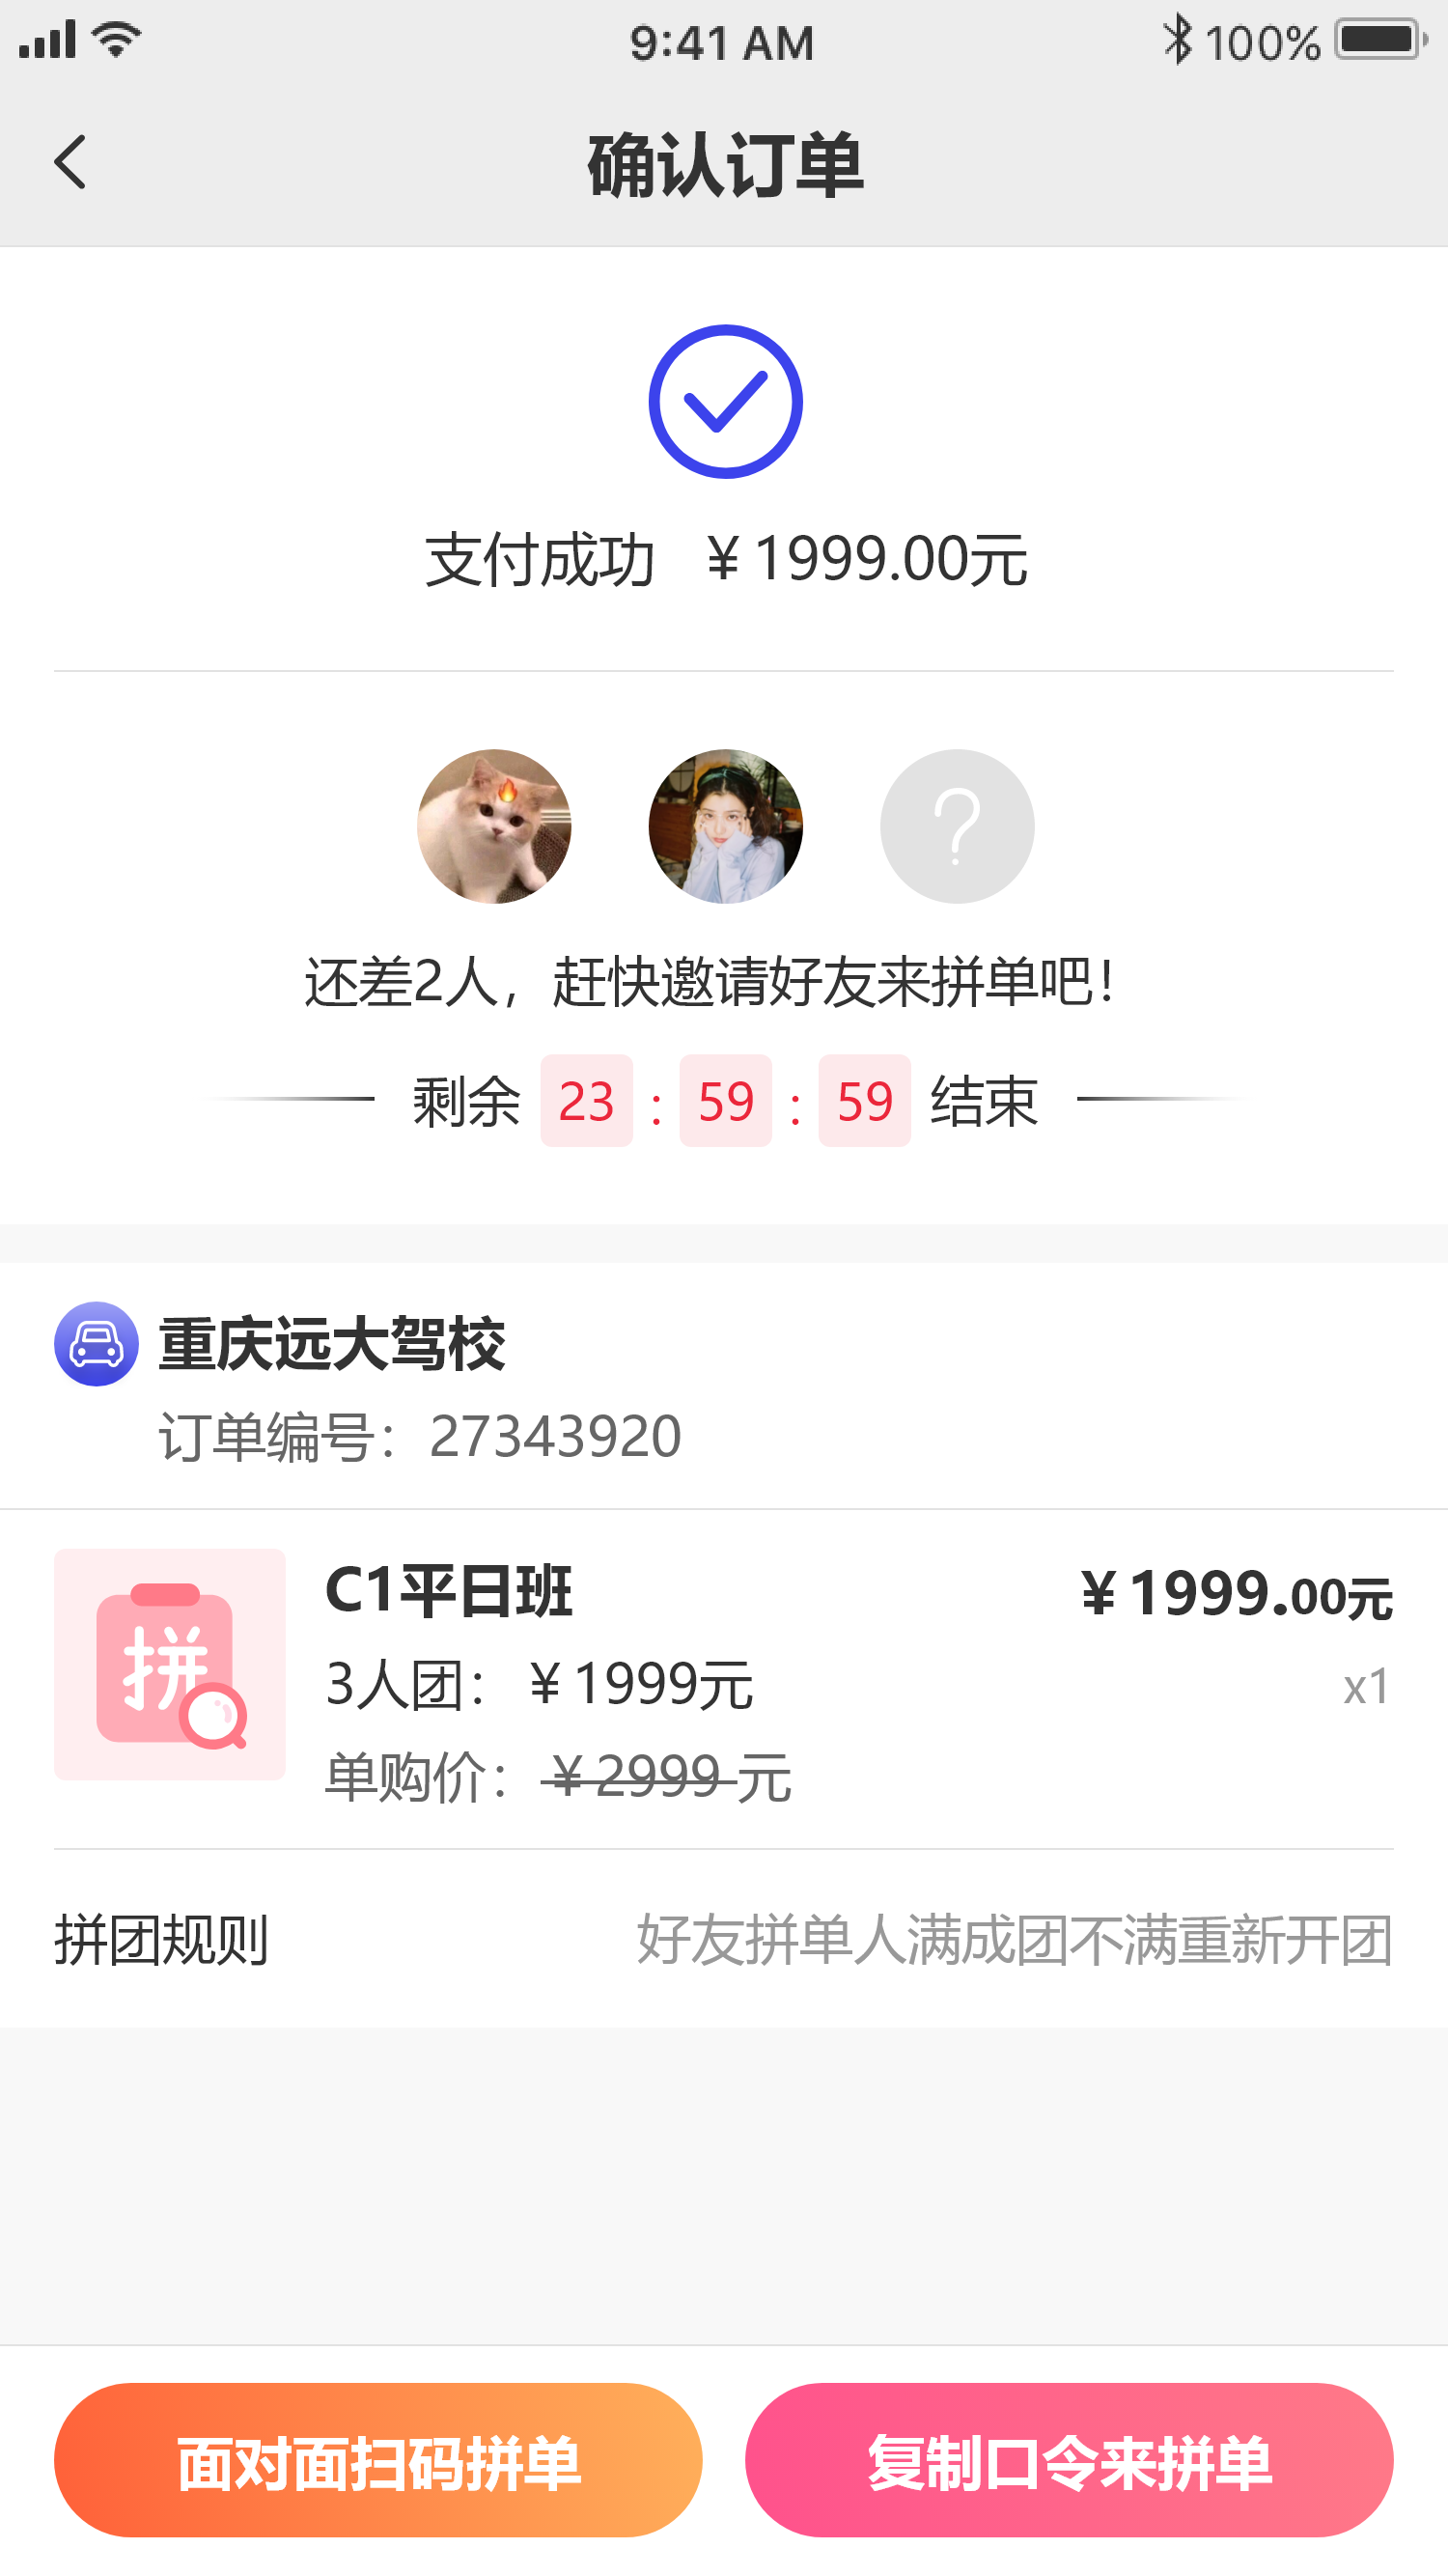 9:41 AM
100%
确认订单
支付成功 ￥1999.00元
?
还差2人，赶快邀请好友来拼单吧！
剩余 23 : 59 : 59 结束
重庆远大驾校
订单编号：27343920
拼
C1平日班 ￥1999.00元
3人团：￥1999元 x1
单购价：￥2999元
拼团规则 好友拼单人满成团不满重新开团
面对面扫码拼单 复制口令来拼单